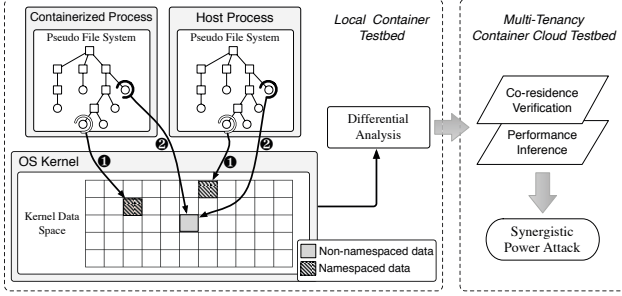 Containerized Process
Pseudo File System
Host Process
Pseudo File System
Local Container
Testbed
Multi-Tenancy
Container Cloud Testbed
Co-residence
Verification
Performance
Inference
Differential
Analysis
❶
❷
❶
❷
OS Kernel
Kernel Data
Space
Non-namespaced data
Namespaced data
Synergistic
Power Attack